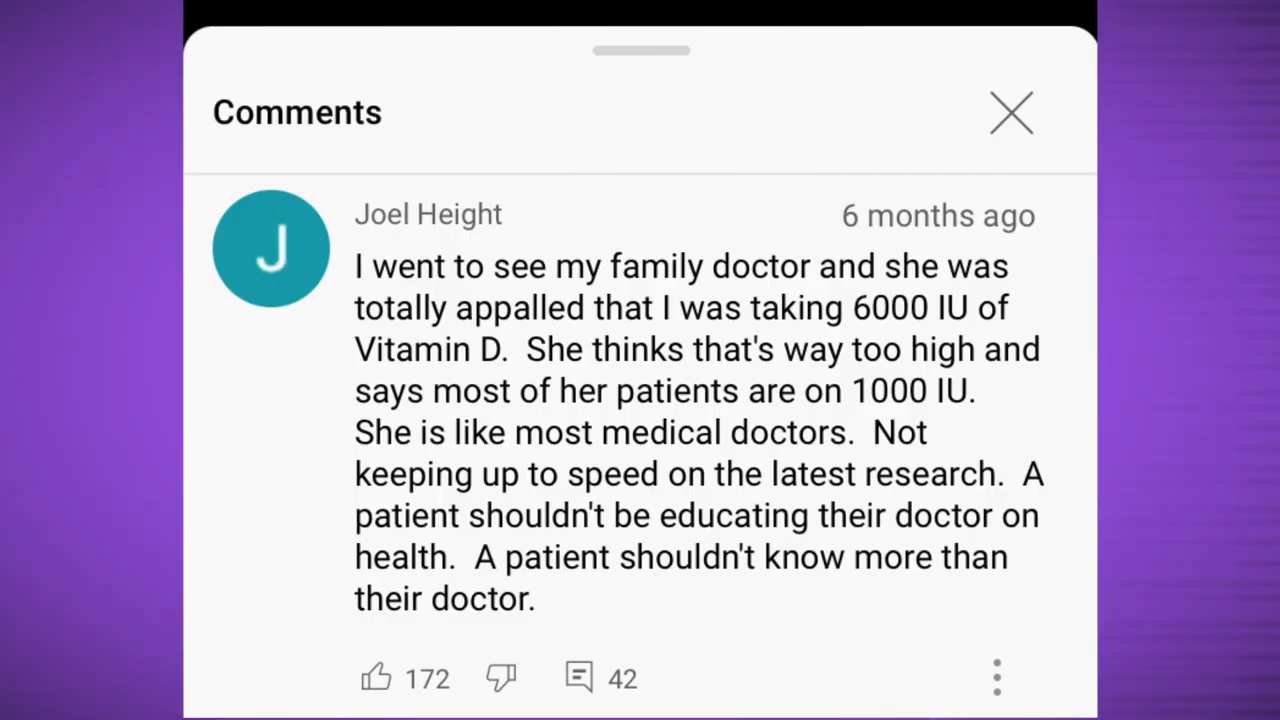 Comments
J
Joel Height
6 months ago
I went to see my family doctor and she was
totally appalled that I was taking 6000 IU of
Vitamin D.  She thinks that's way too high and
says most of her patients are on 1000 IU.
She is like most medical doctors.  Not
keeping up to speed on the latest research.  A
patient shouldn't be educating their doctor on
health.  A patient shouldn't know more than
their doctor.
172
42